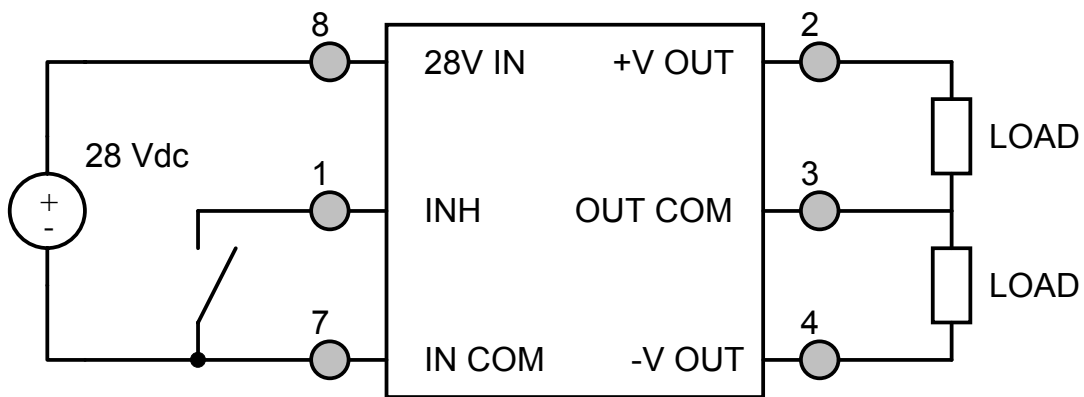 8 2
28V IN +V OUT
28 Vdc
LOAD
1 3
+
-
INH OUT COM
LOAD
7 4
IN COM -V OUT